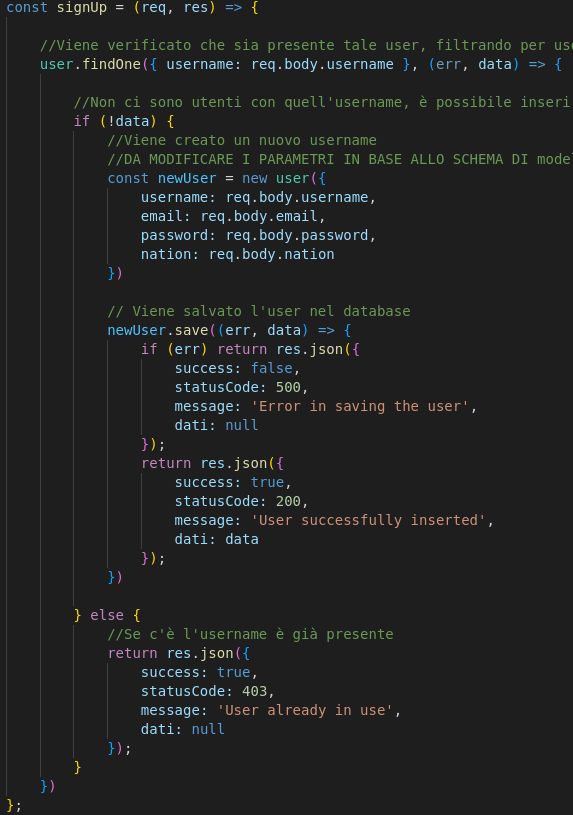 const signUp = (req, res) => {
//Viene verificato che sia presente tale user, filtrando per
user.findOne({ username: req.body.username }, (err, data) => {
//Non ci sono utenti con quell'username, è possibile
if (!data) {
//Viene creato un nuovo username
//DA MODIFICARE I PARAMETRI IN BASE ALLO SCHEMA DI
const newUser = new user({
username: req.body.username,
email: req.body.email,
password: req.body.password,
nation: req.body.nation
})
// Viene salvato l'user nel database
newUser.save((err, data) => {
if (err) return res.json({
success: false,
statusCode: 500,
message: 'Error in saving the user',
dati: null
});
return res.json({
success: true,
statusCode: 200,
message: 'User successfully inserted',
dati: data
});
})
} else {
//Se c'è l'username è già presente
return res.json({
success: true,
statusCode: 403,
message: 'User already in use',
dati: null
});
}
})
};